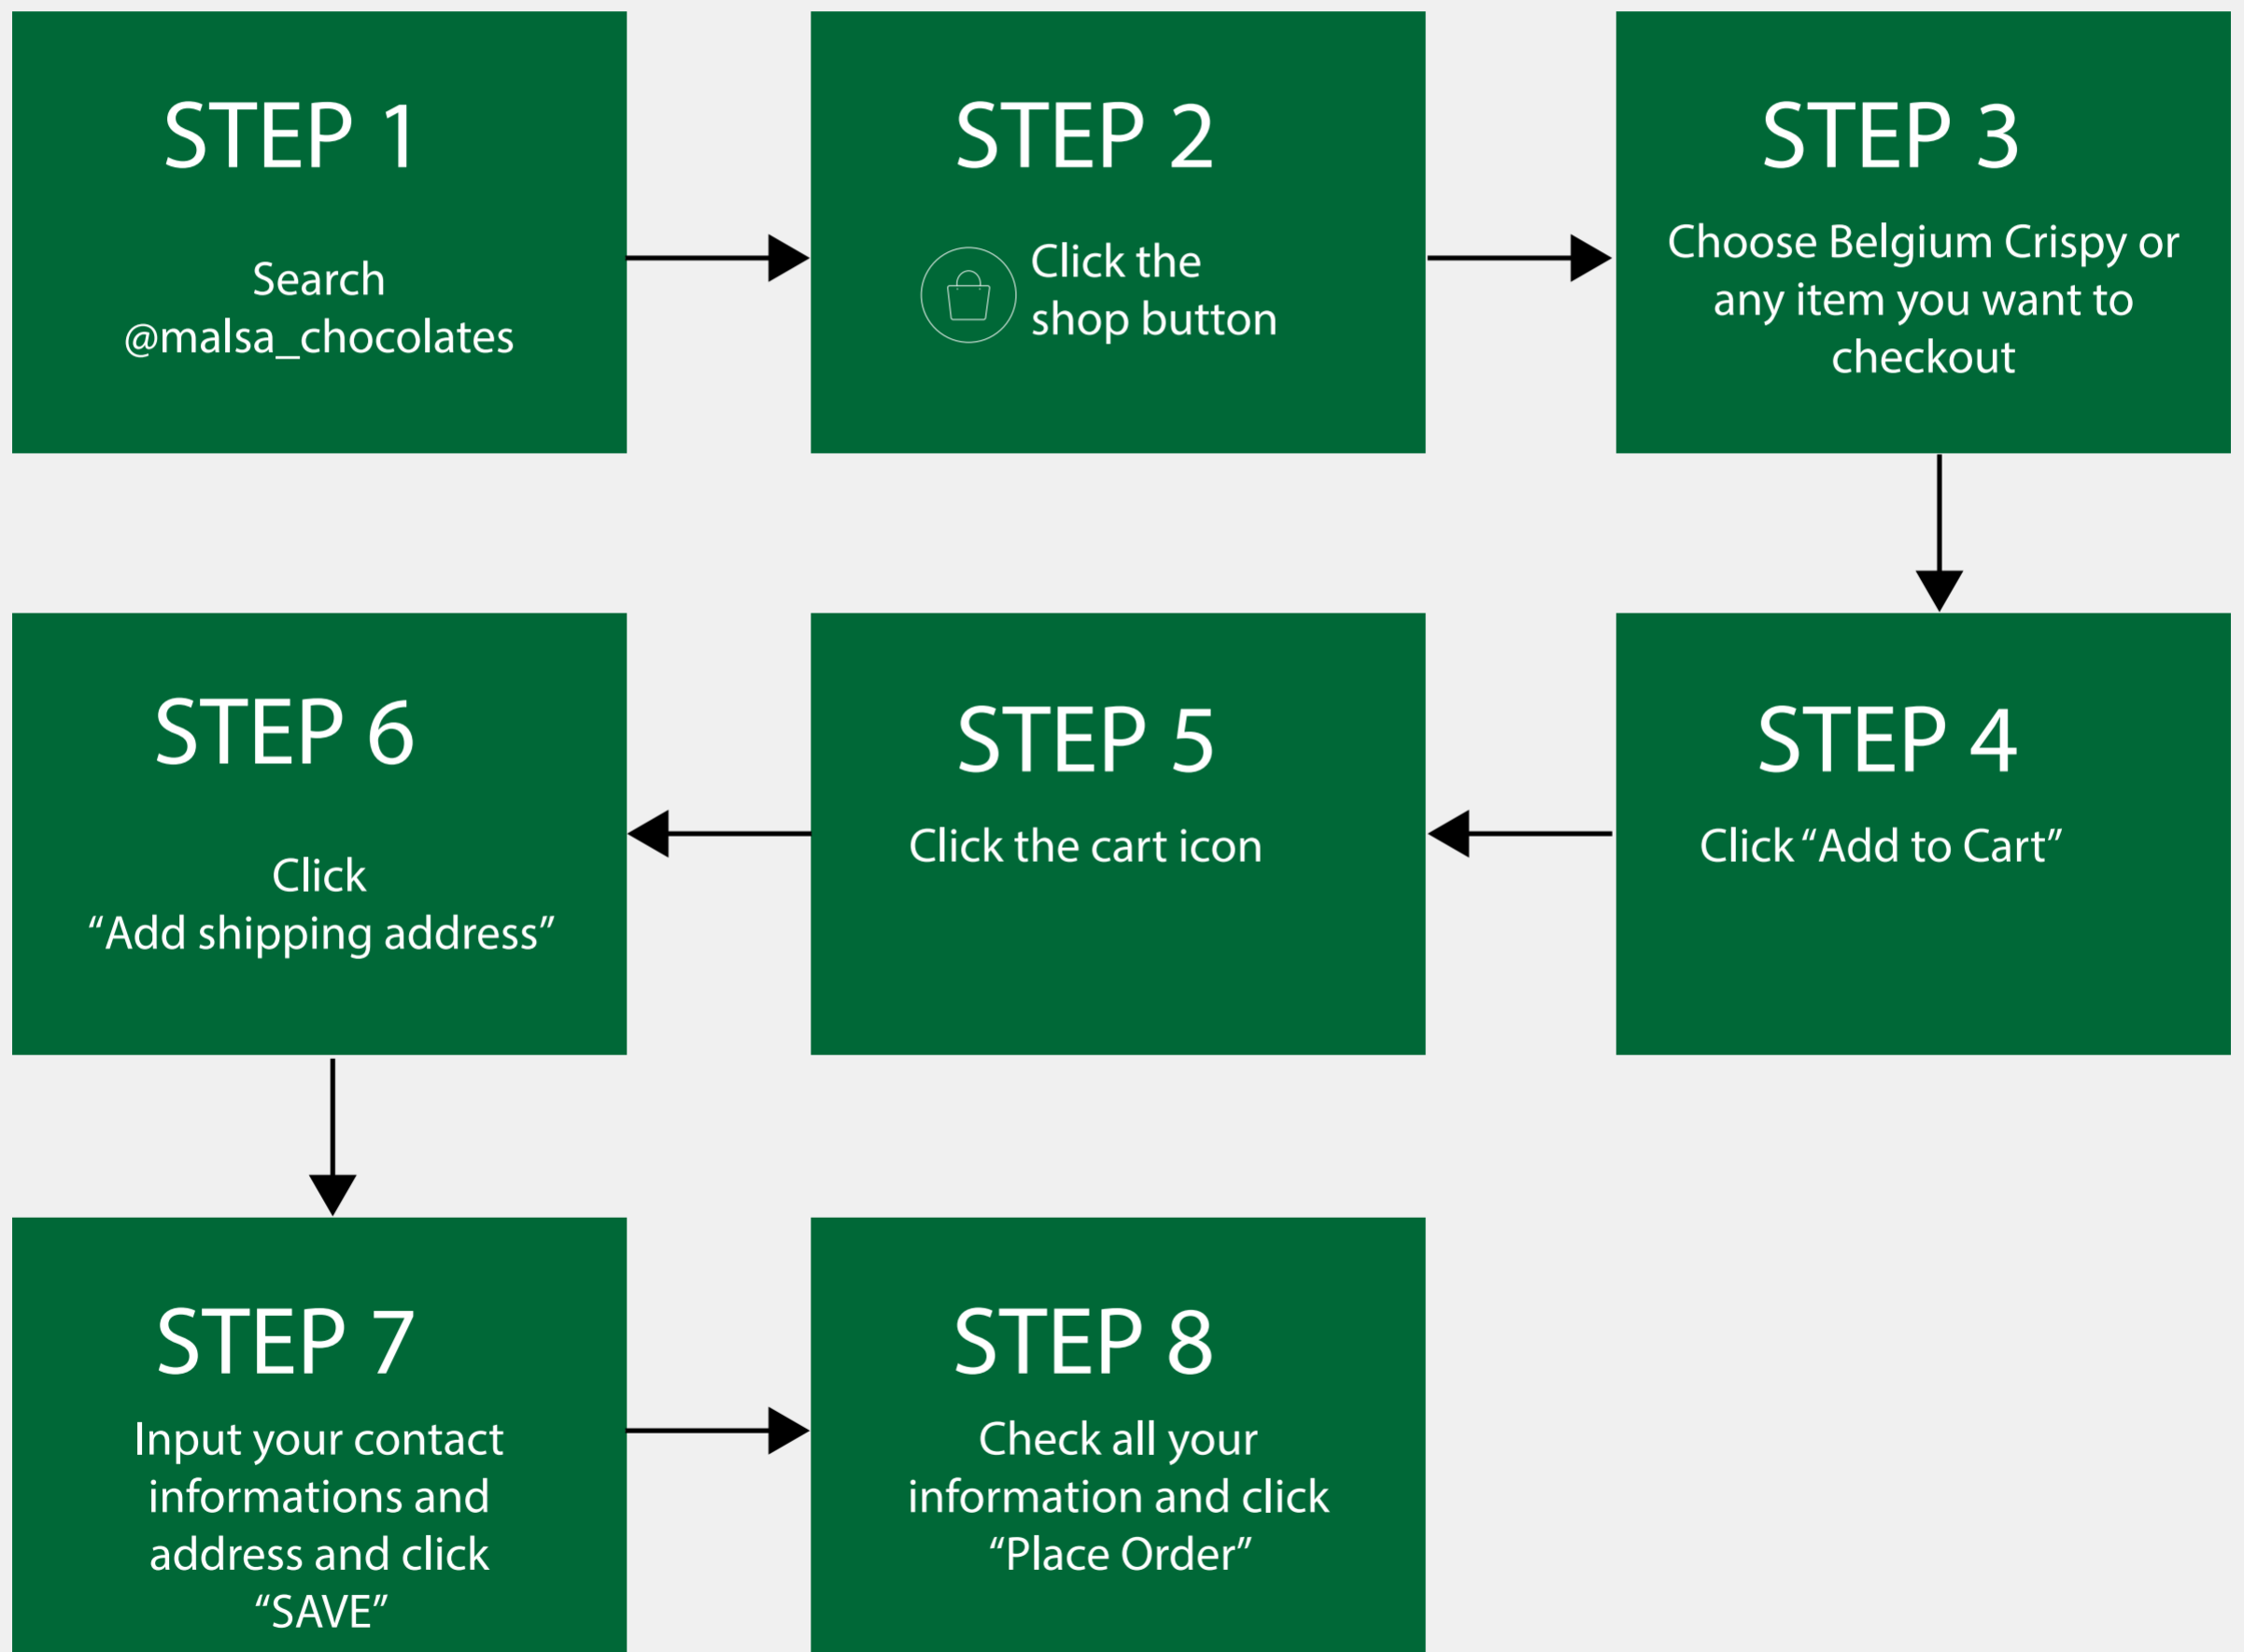 STEP 1
Search
@malsa_chocolates
STEP 2
Click the
shop button
STEP 3
Choose Belgium Crispy or
any item you want to
checkout
STEP 4
Click “Add to Cart”
STEP 5
Click the cart icon
STEP 6
Click
“Add shipping address”
STEP 7
Input your contact
informations and
address and click
“SAVE”
STEP 8
Check all your
information and click
“Place Order”